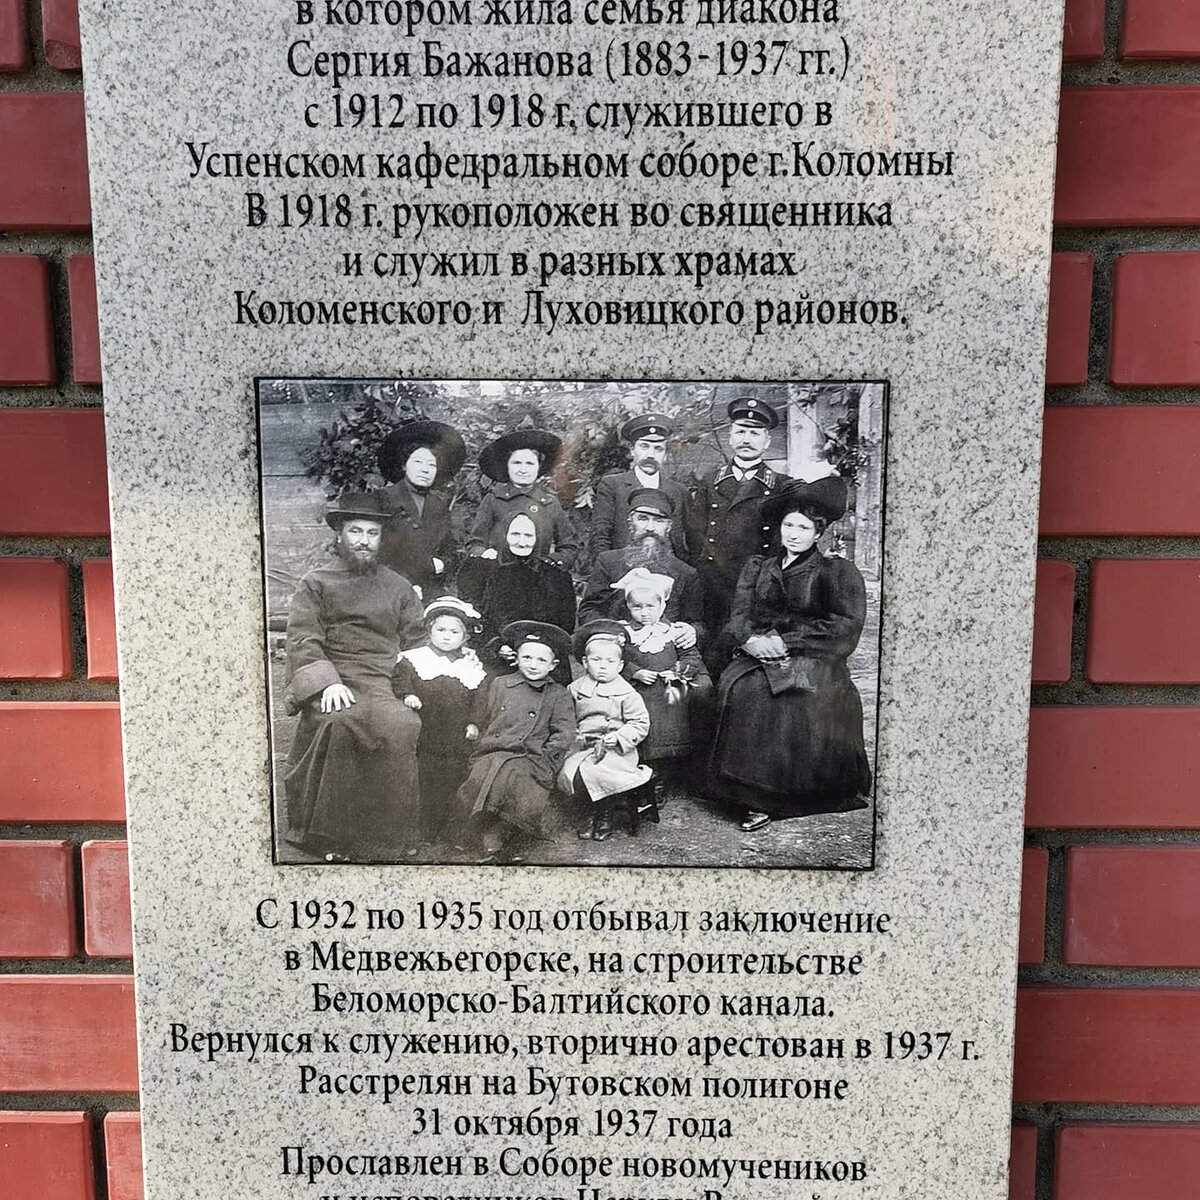 в котором жила семья диакона
Сергия Бажанова (1883-1937 гг.)
с 1912 по 1918 г. служившего в
Успенском кафедральном соборе г.Коломны
В 1918 г. рукоположен во священника
и служил в разных храмах
Коломенского и Луховицкого районов.
С 1932 по 1935 год отбывал заключение
в Медвежьегорске, на строительстве
Беломорско-Балтийского канала.
Вернулся к служению, вторично арестован в 1937 г.
Расстрелян на Бутовском полигоне
31 октября 1937 года
Прославлен в Соборе новомучеников
и исповедников Церкви